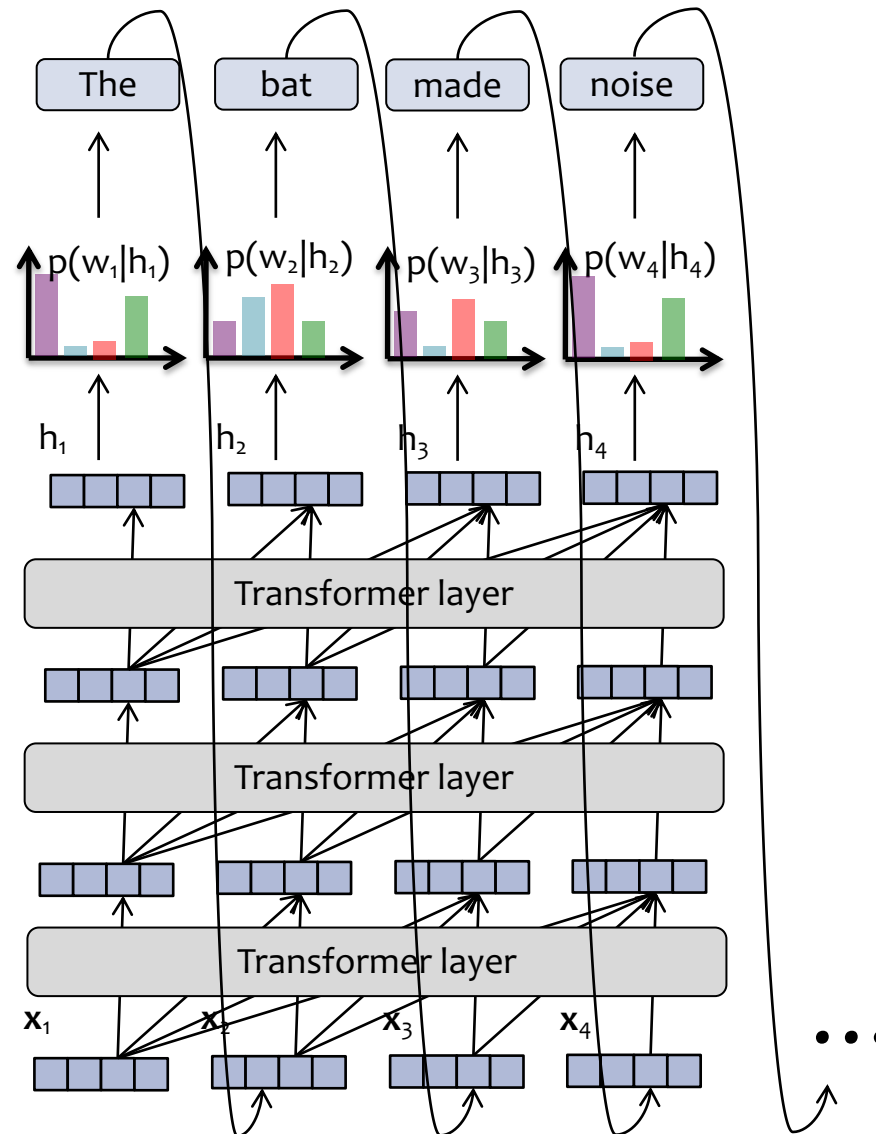 The bat made noise
p(w₁|h₁) p(w₂|h₂) p(w₃|h₃) p(w₄|h₄)
h₁ h₂ h₃ h₄
Transformer layer
Transformer layer
Transformer layer
x₁ x₂ x₃ x₄
...